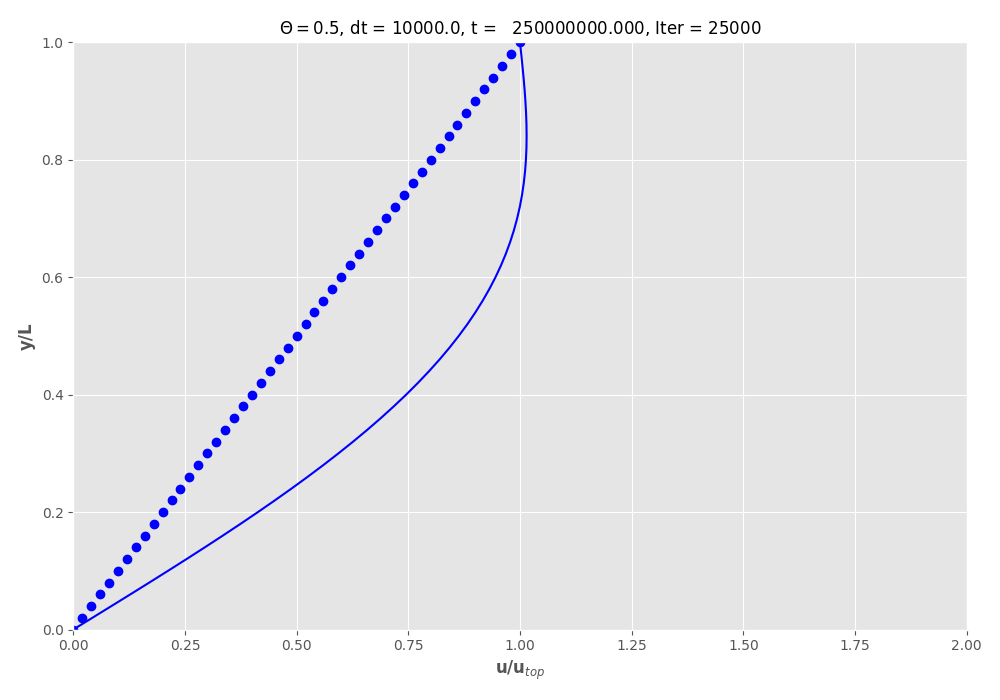 Θ = 0.5, dt = 10000.0, t =   250000000.000, Iter = 25000
1.0
0.8
0.6
0.4
0.2
0.0
y/L
0.00 0.25 0.50 0.75 1.00 1.25 1.50 1.75 2.00
u/u_top